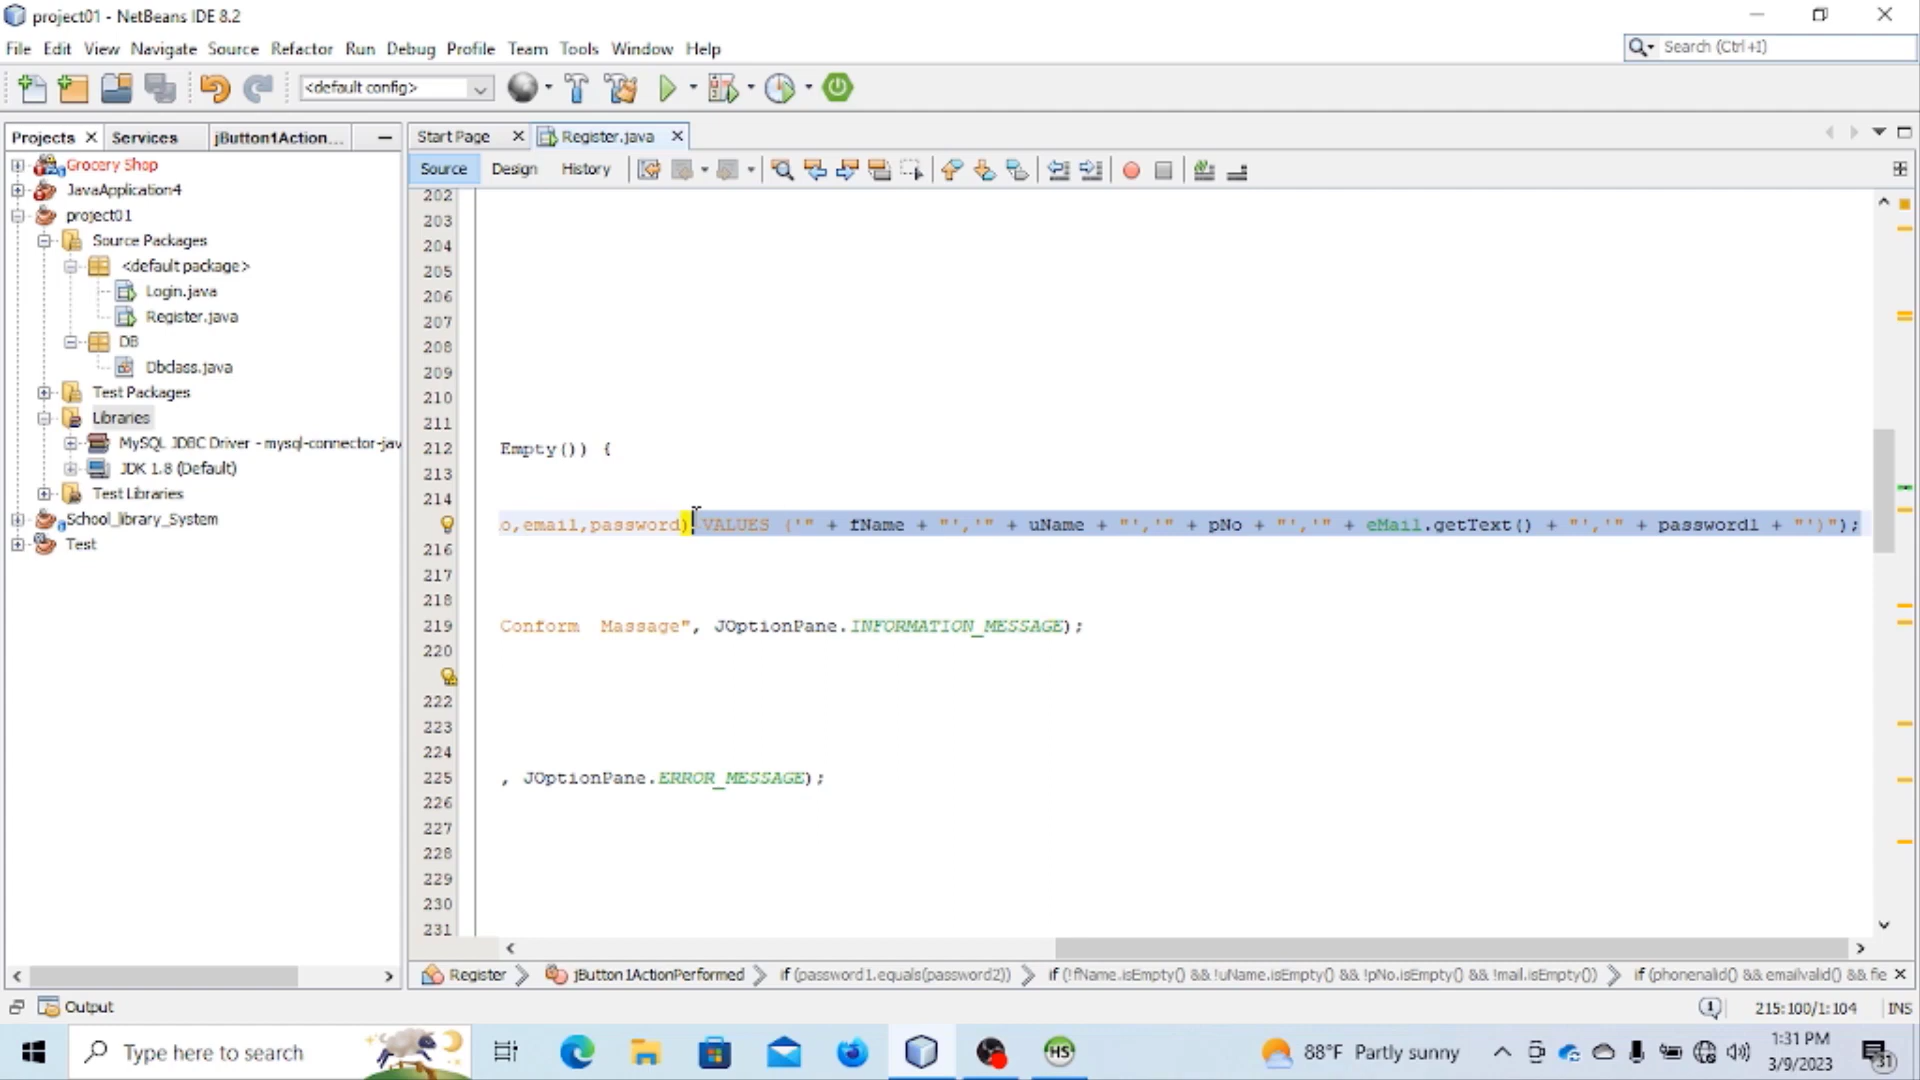 project01 - NetBeans IDE 8.2
File Edit View Navigate Source Refactor Run Debug Profile Team Tools Window Help
Search (Ctrl+I)
<default config>
Projects Services jButton1Action...
Start Page Register.java
Source Design History
Grocery Shop
JavaApplication4
project01
Source Packages
<default package>
Login.java
Register.java
DB
Dbclass.java
Test Packages
Libraries
MySQL JDBC Driver - mysql-connector-jav
JDK 1.8 (Default)
Test Libraries
School_library_System
Test
202
203
204
205
206
207
208
209
210
211
212 Empty()) {
213
214
o,email,password) VALUES ('" + fName + "','" + uName + "','" + pNo + "','" + eMail.getText() + "','" + password1 + "')");
216
217
218
219 Conform Massage", JOptionPane.INFORMATION_MESSAGE);
220
222
223
224
225 , JOptionPane.ERROR_MESSAGE);
226
227
228
229
230
231
Register jButton1ActionPerformed if (password1.equals(password2)) if (!fName.isEmpty() && !uName.isEmpty() && !pNo.isEmpty() && !mail.isEmpty()) if (phonenalid() && emailvalid() && fie
Output
215:100/1:104 INS
Type here to search
HS
88°F Partly sunny
1:31 PM
3/9/2023
31